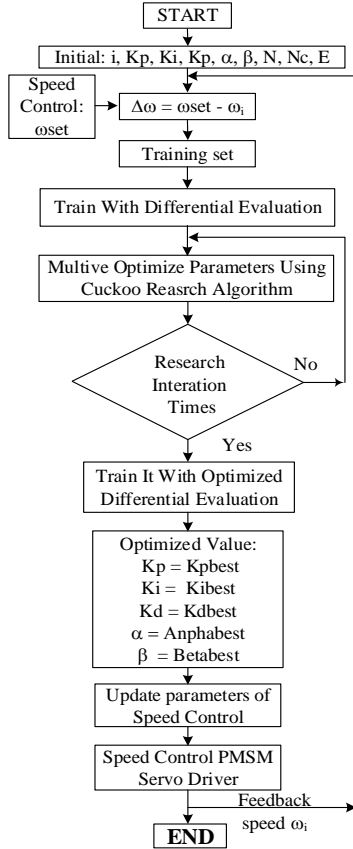 START
Initial: i, Kp, Ki, Kp, α, β, N, Nc, E
Speed
Control:
ωset
Δω = ωset - ωi
Training set
Train With Differential Evaluation
Multive Optimize Parameters Using
Cuckoo Reasrch Algorithm
Research
Interation
Times
No
Yes
Train It With Optimized
Differential Evaluation
Optimized Value:
Kp = Kpbest
Ki = Kibest
Kd = Kdbest
α = Anphabest
β = Betabest
Update parameters of
Speed Control
Speed Control PMSM
Servo Driver
Feedback
speed ωi
END